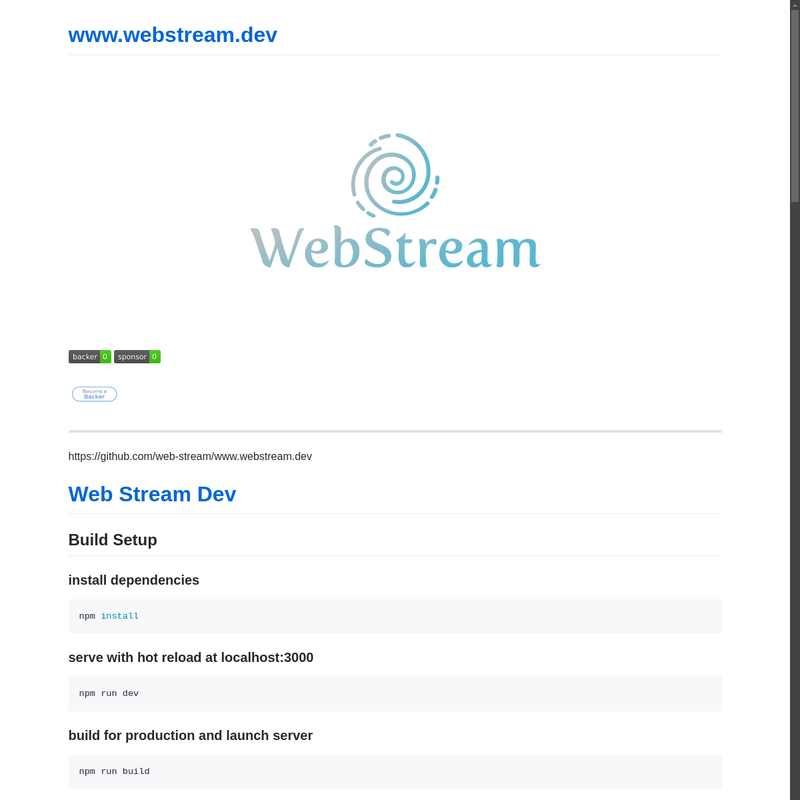 www.webstream.dev
WebStream
backer 0 sponsor 0
Become a
Backer
https://github.com/web-stream/www.webstream.dev
Web Stream Dev
Build Setup
install dependencies
npm install
serve with hot reload at localhost:3000
npm run dev
build for production and launch server
npm run build